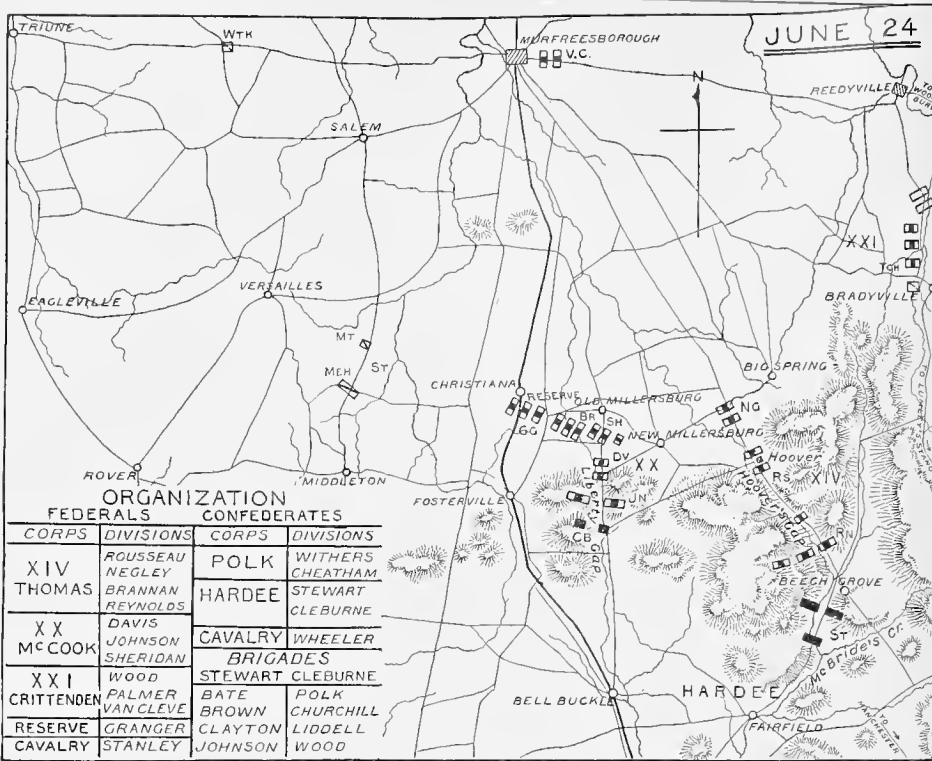 JUNE 24
TRIUNE
WTK
MURFREESBOROUGH
V.C.
N
REEDYVILLE
TO
SALEM
XXI
TCH
BRADYVILLE
EAGLEVILLE
VERSAILLES
MT
MEH
ST
CHRISTIANA
RESERVE
GG
BR
SH
OLD MILLERSBURG
BIG SPRING
NG
NEW MILLERSBURG
DV
XX
Hoover
RS
XIV
Hoover's Gap
JN
Liberty Gap
CB
RN
ROVER
MIDDLETON
FOSTERVILLE
BEECH GROVE
ST
McBride's Cr.
HARDEE
BELL BUCKLE
FAIRFIELD
TO
MANCHESTER
ORGANIZATION
FEDERALS CONFEDERATES
CORPS DIVISIONS CORPS DIVISIONS
XIV
THOMAS
ROUSSEAU
NEGLEY
BRANNAN
REYNOLDS
POLK
WITHERS
CHEATHAM
HARDEE
STEWART
CLEBURNE
XX
McCOOK
DAVIS
JOHNSON
SHERIDAN
CAVALRY WHEELER
BRIGADES
STEWART CLEBURNE
XXI
CRITTENDEN
WOOD
PALMER
VAN CLEVE
BATE
BROWN
CLAYTON
JOHNSON
POLK
CHURCHILL
LIDDELL
WOOD
RESERVE GRANGER
CAVALRY STANLEY